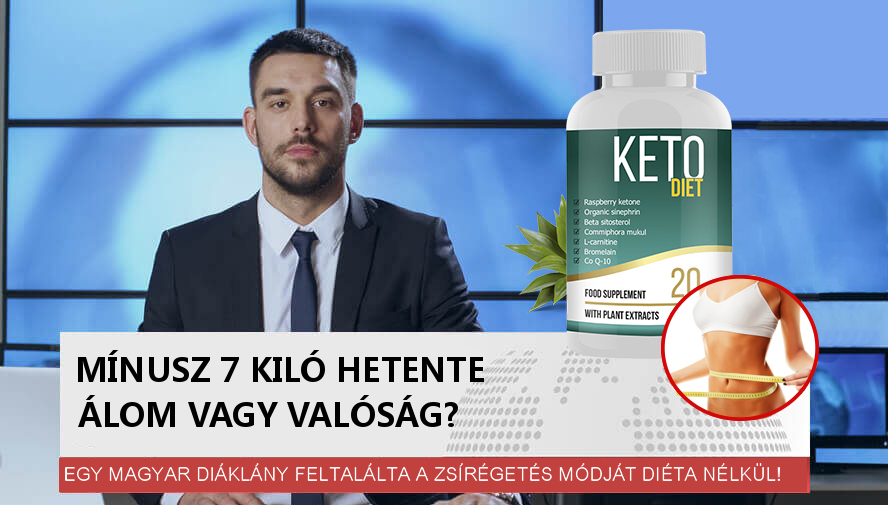 KETO
DIET
Raspberry ketone
Organic sinephrin
Beta sitosterol
Commiphora mukul
L-carnitine
Bromelain
Co Q-10
20
FOOD SUPPLEMENT
WITH PLANT EXTRACTS
MÍNUSZ 7 KILÓ HETENTE
ÁLOM VAGY VALÓSÁG?
EGY MAGYAR DIÁKLÁNY FELTALÁLTA A ZSÍRÉGETÉS MÓDJÁT DIÉTA NÉLKÜL!